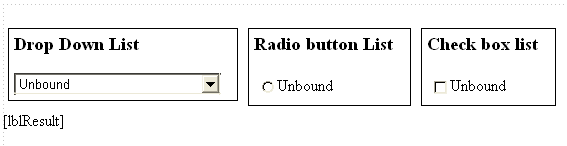 Drop Down List
Unbound
Radio button List
Unbound
Check box list
Unbound
[lblResult]